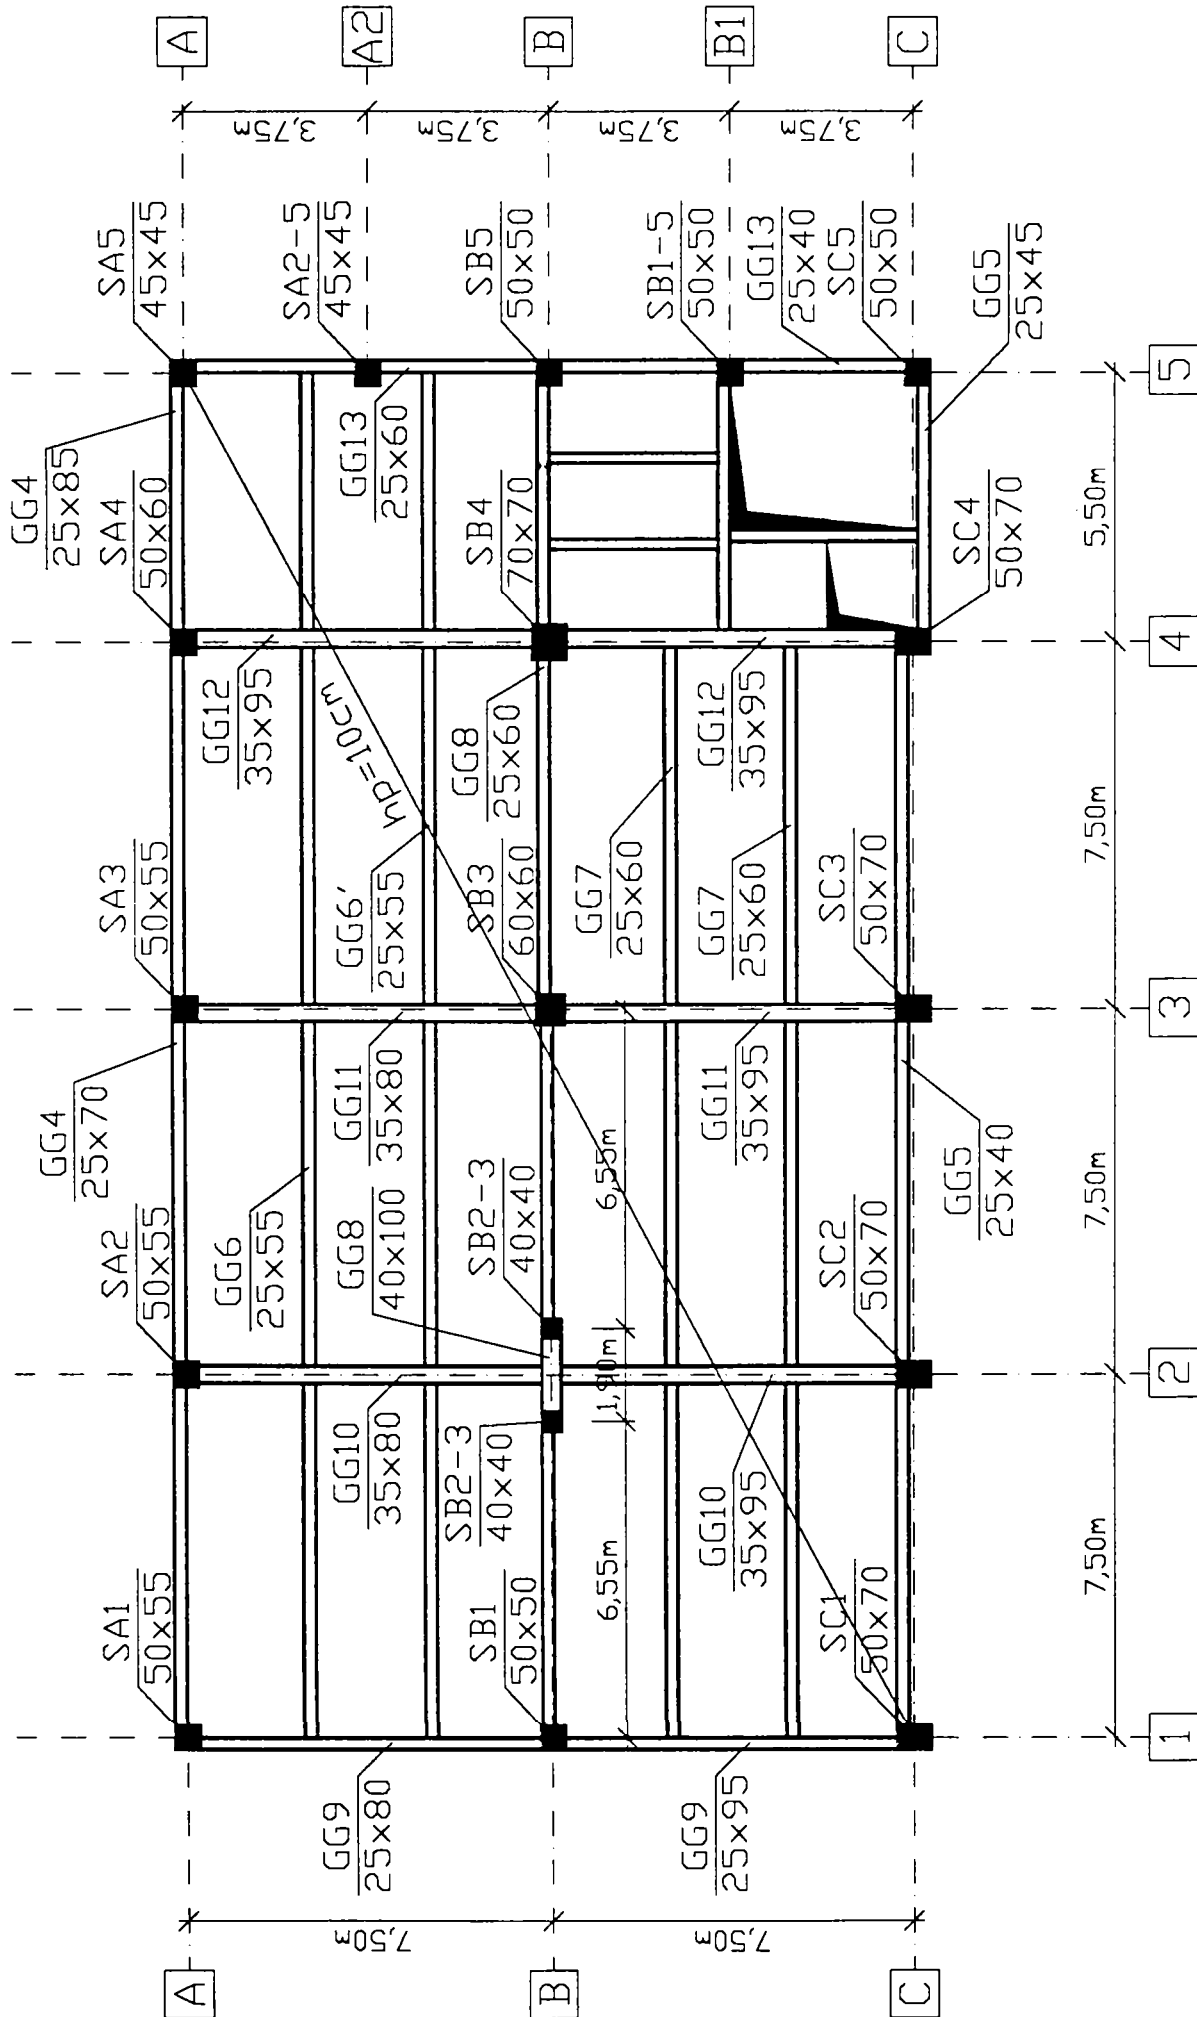 A
A2
B
B1
C
3,75m
3,75m
3,75m
3,75m
SA5
45x45
SA2-5
45x45
SB5
50x50
SB1-5
50x50
GG13
25x40
SC5
50x50
GG5
25x45
GG4
25x85
SA4
50x60
GG13
25x60
SB4
70x70
SC4
50x70
5
5,50m
4
GG12
35x95
hp=10cm
GG8
25x60
GG12
35x95
SA3
50x55
GG6'
25x55
SB3
60x60
GG7
25x60
GG7
25x60
SC3
50x70
7,50m
3
GG4
25x70
GG11
35x80
GG11
35x95
GG5
25x40
SA2
50x55
GG6
25x55
GG8
40x100
SB2-3
40x40
6,55m
SC2
50x70
7,50m
2
1,90m
GG10
35x80
SB2-3
40x40
GG10
35x95
SA1
50x55
SB1
50x50
6,55m
SC1
50x70
7,50m
1
GG9
25x80
GG9
25x95
7,50m
7,50m
A
B
C